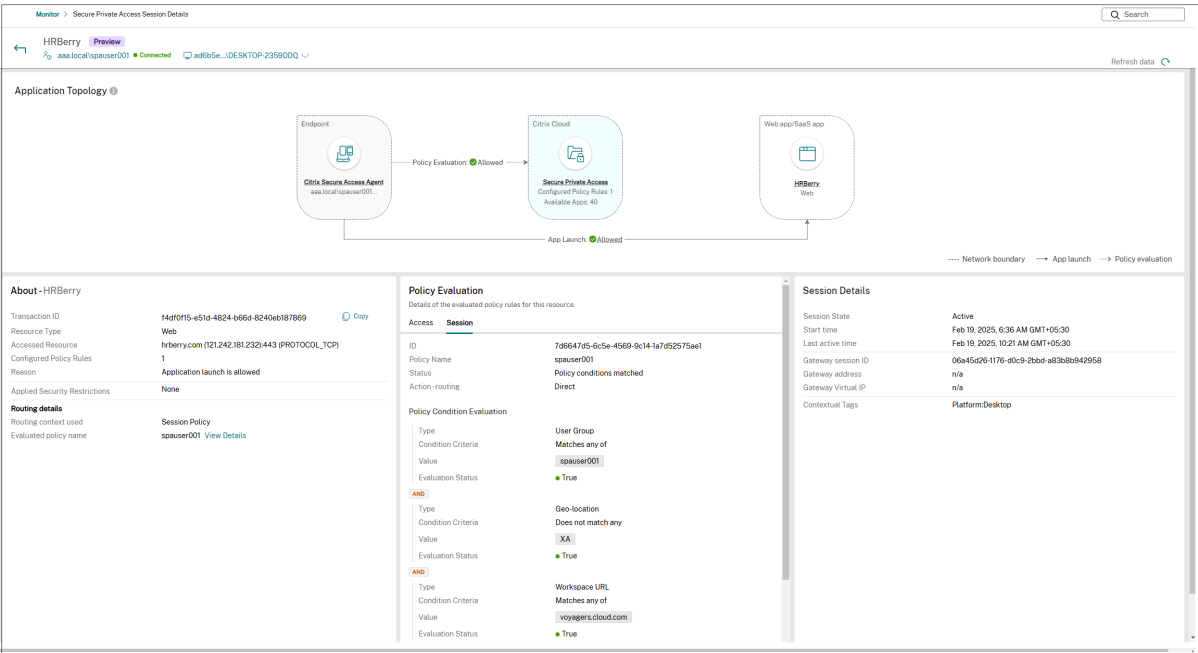 Monitor > Secure Private Access Session Details
Search
HRBerry Preview
aaa.local\spauser001 Connected ad6b5e...\DESKTOP-2359DDQ
Refresh data
Application Topology
Endpoint
Citrix Secure Access Agent
aaa.local\spauser001...
Policy Evaluation: Allowed
Citrix Cloud
Secure Private Access
Configured Policy Rules: 1
Available Apps: 40
Web app/SaaS app
HRBerry
Web
App Launch: Allowed
Network boundary App launch Policy evaluation
About - HRBerry
Transaction ID f4df0f15-e51d-4824-b66d-8240eb187869 Copy
Resource Type Web
Accessed Resource hrberry.com (121.242.181.232):443 (PROTOCOL_TCP)
Configured Policy Rules 1
Reason Application launch is allowed
Applied Security Restrictions None
Routing details
Routing context used Session Policy
Evaluated policy name spauser001 View Details
Policy Evaluation
Details of the evaluated policy rules for this resource.
Access Session
ID 7d6647d5-6c5e-4569-9c14-1a7d52575ae1
Policy Name spauser001
Status Policy conditions matched
Action-routing Direct
Policy Condition Evaluation
Type User Group
Condition Criteria Matches any of
Value spauser001
Evaluation Status True
AND
Type Geo-location
Condition Criteria Does not match any
Value XA
Evaluation Status True
AND
Type Workspace URL
Condition Criteria Matches any of
Value voyagers.cloud.com
Evaluation Status True
Session Details
Session State Active
Start time Feb 19, 2025, 6:36 AM GMT+05:30
Last active time Feb 19, 2025, 10:21 AM GMT+05:30
Gateway session ID 06a45d26-1176-d0c9-2bbd-a83b8b942958
Gateway address n/a
Gateway Virtual IP n/a
Contextual Tags Platform:Desktop